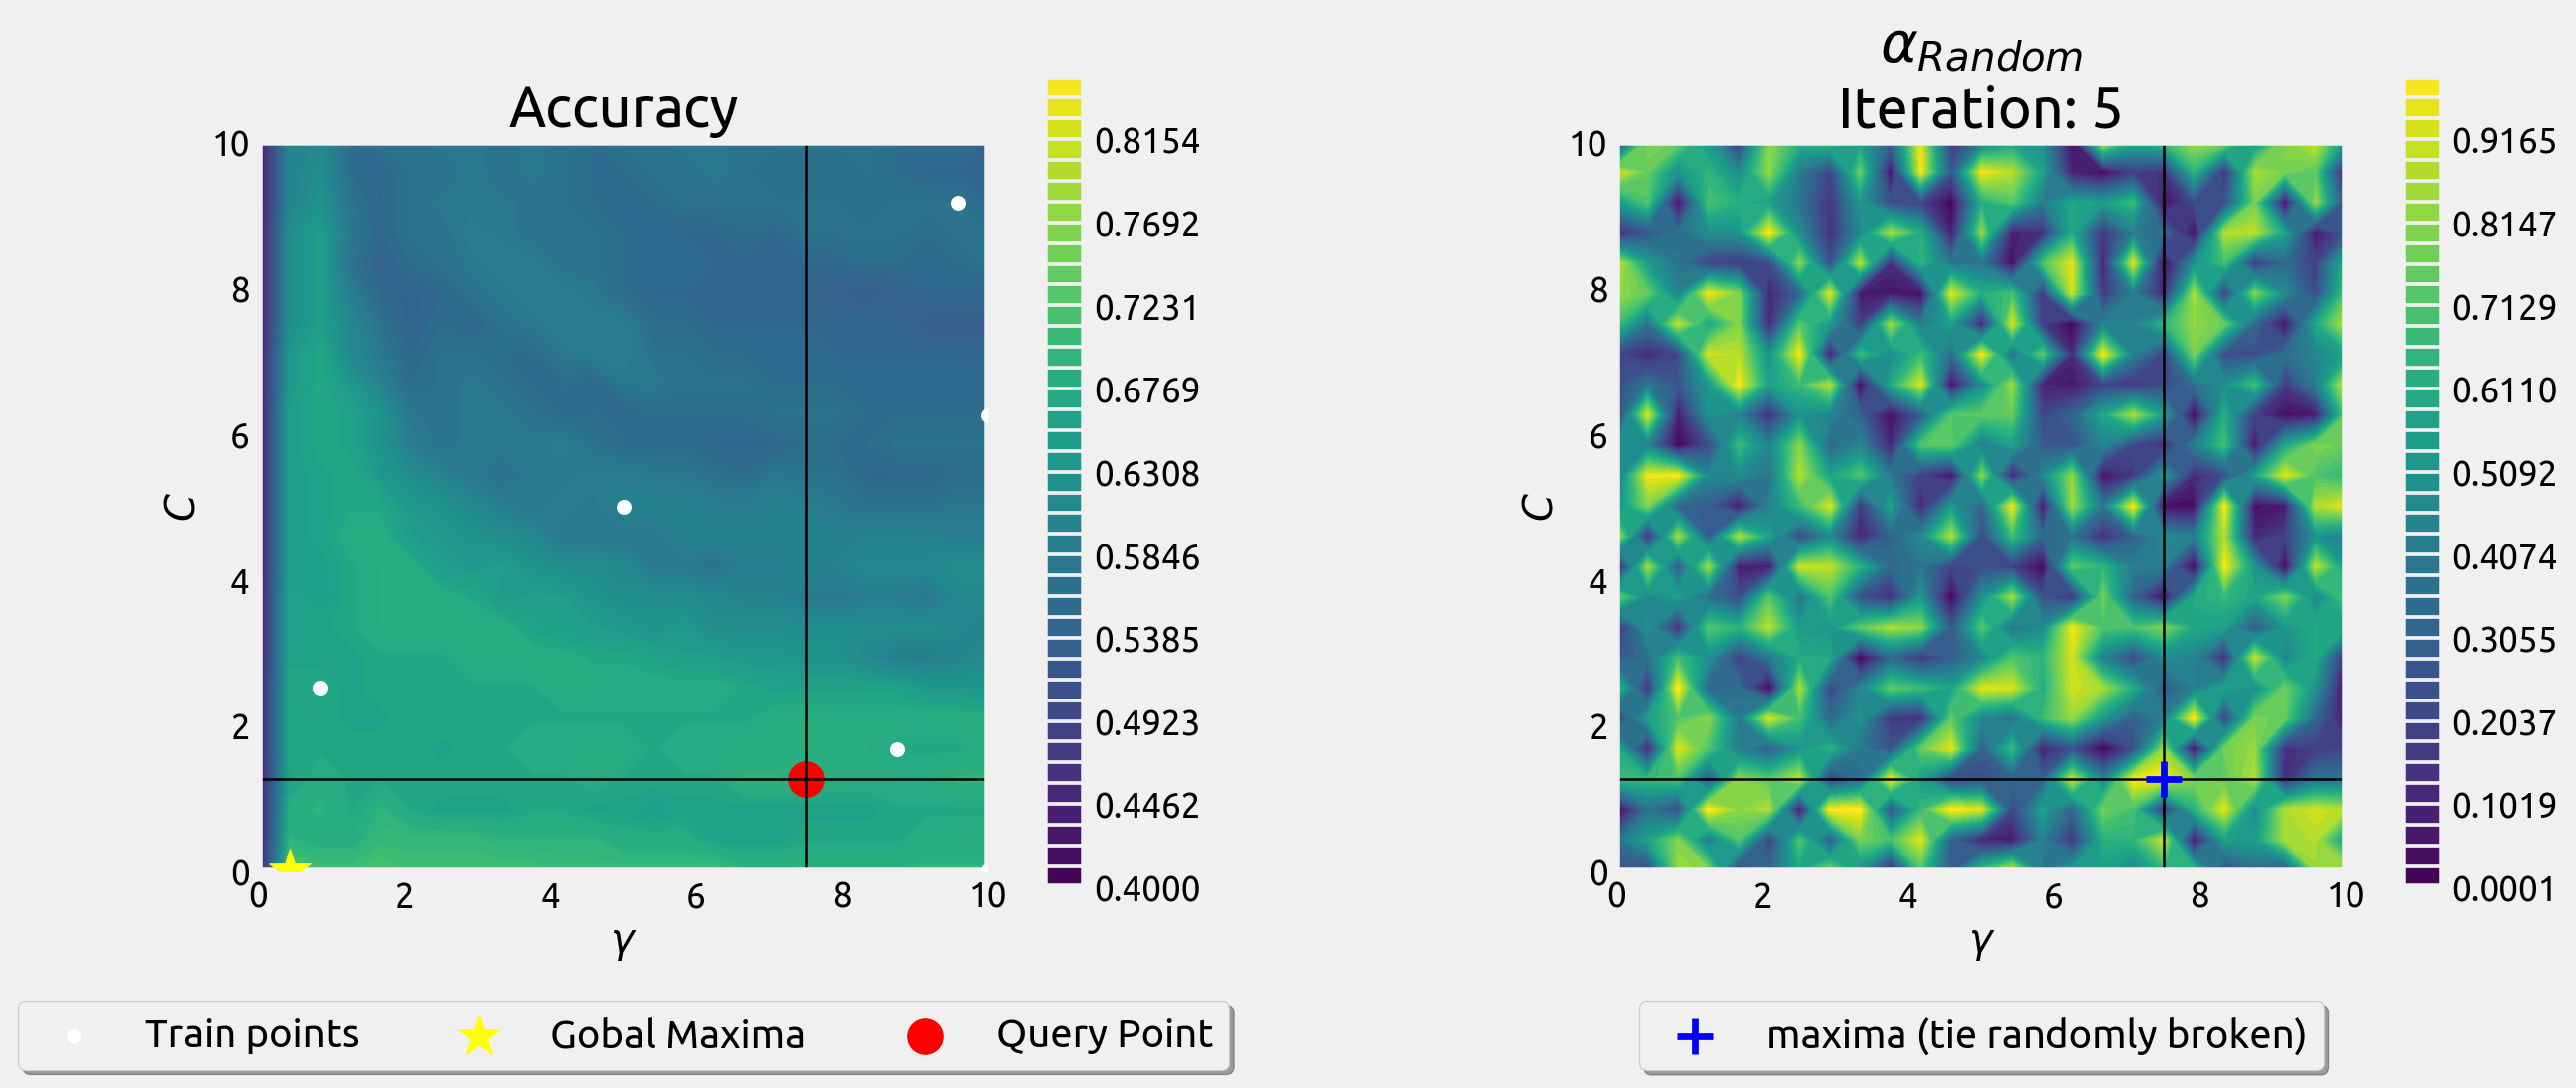 Accuracy
10
8
6
4
2
0
C
0 2 4 6 8 10
γ
0.8154
0.7692
0.7231
0.6769
0.6308
0.5846
0.5385
0.4923
0.4462
0.4000
Train points
Gobal Maxima
Query Point
α_Random
Iteration: 5
10
8
6
4
2
0
C
0 2 4 6 8 10
γ
0.9165
0.8147
0.7129
0.6110
0.5092
0.4074
0.3055
0.2037
0.1019
0.0001
maxima (tie randomly broken)